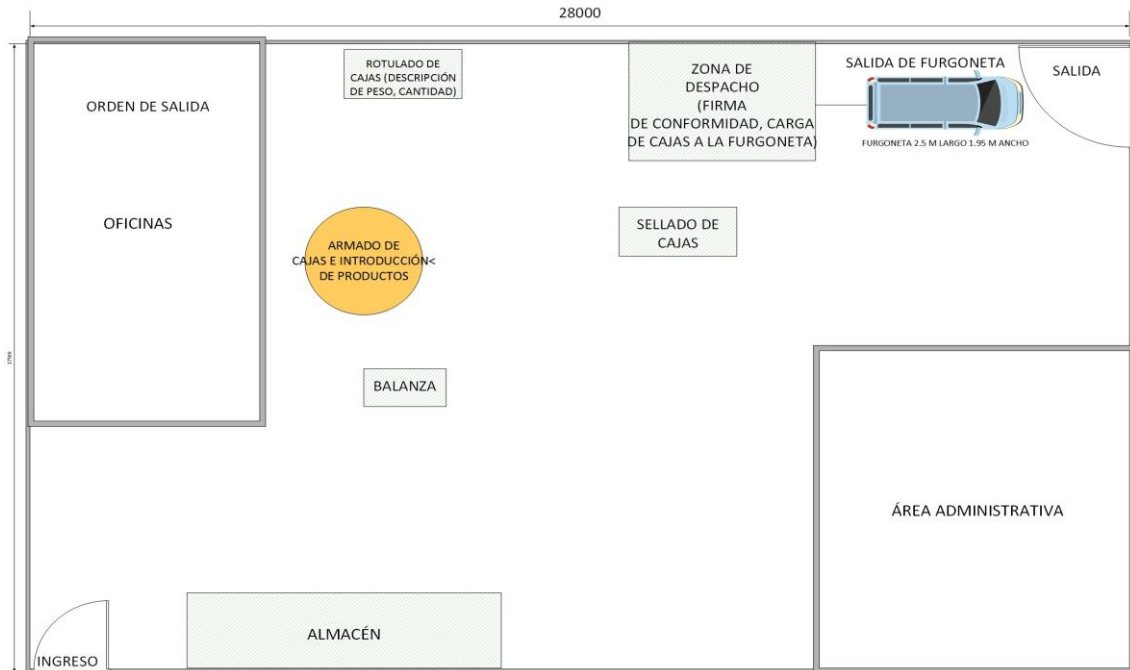 28000
ROTULADO DE
CAJAS (DESCRIPCIÓN
DE PESO, CANTIDAD)
ZONA DE
DESPACHO
(FIRMA
DE CONFORMIDAD, CARGA
DE CAJAS A LA FURGONETA)
SALIDA DE FURGONETA
SALIDA
FURGONETA 2.5 M LARGO 1.95 M ANCHO
ORDEN DE SALIDA
OFICINAS
SELLADO DE
CAJAS
ARMADO DE
CAJAS E INTRODUCCIÓN<
DE PRODUCTOS
BALANZA
ÁREA ADMINISTRATIVA
ALMACÉN
INGRESO